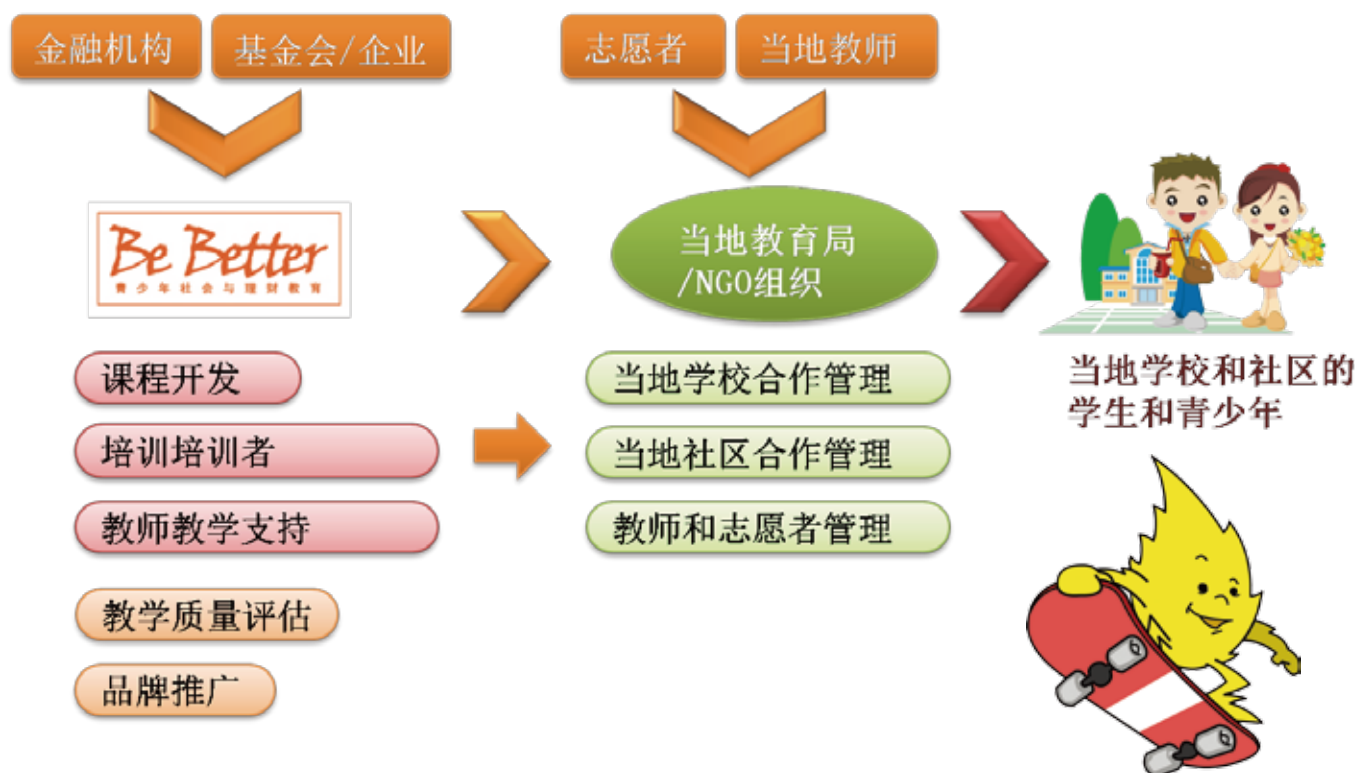 金融机构
基金会/企业
志愿者
当地教师
Be Better
青少年社会与理财教育
当地教育局
/NGO组织
课程开发
培训培训者
教师教学支持
教学质量评估
品牌推广
当地学校合作管理
当地社区合作管理
教师和志愿者管理
当地学校和社区的
学生和青少年